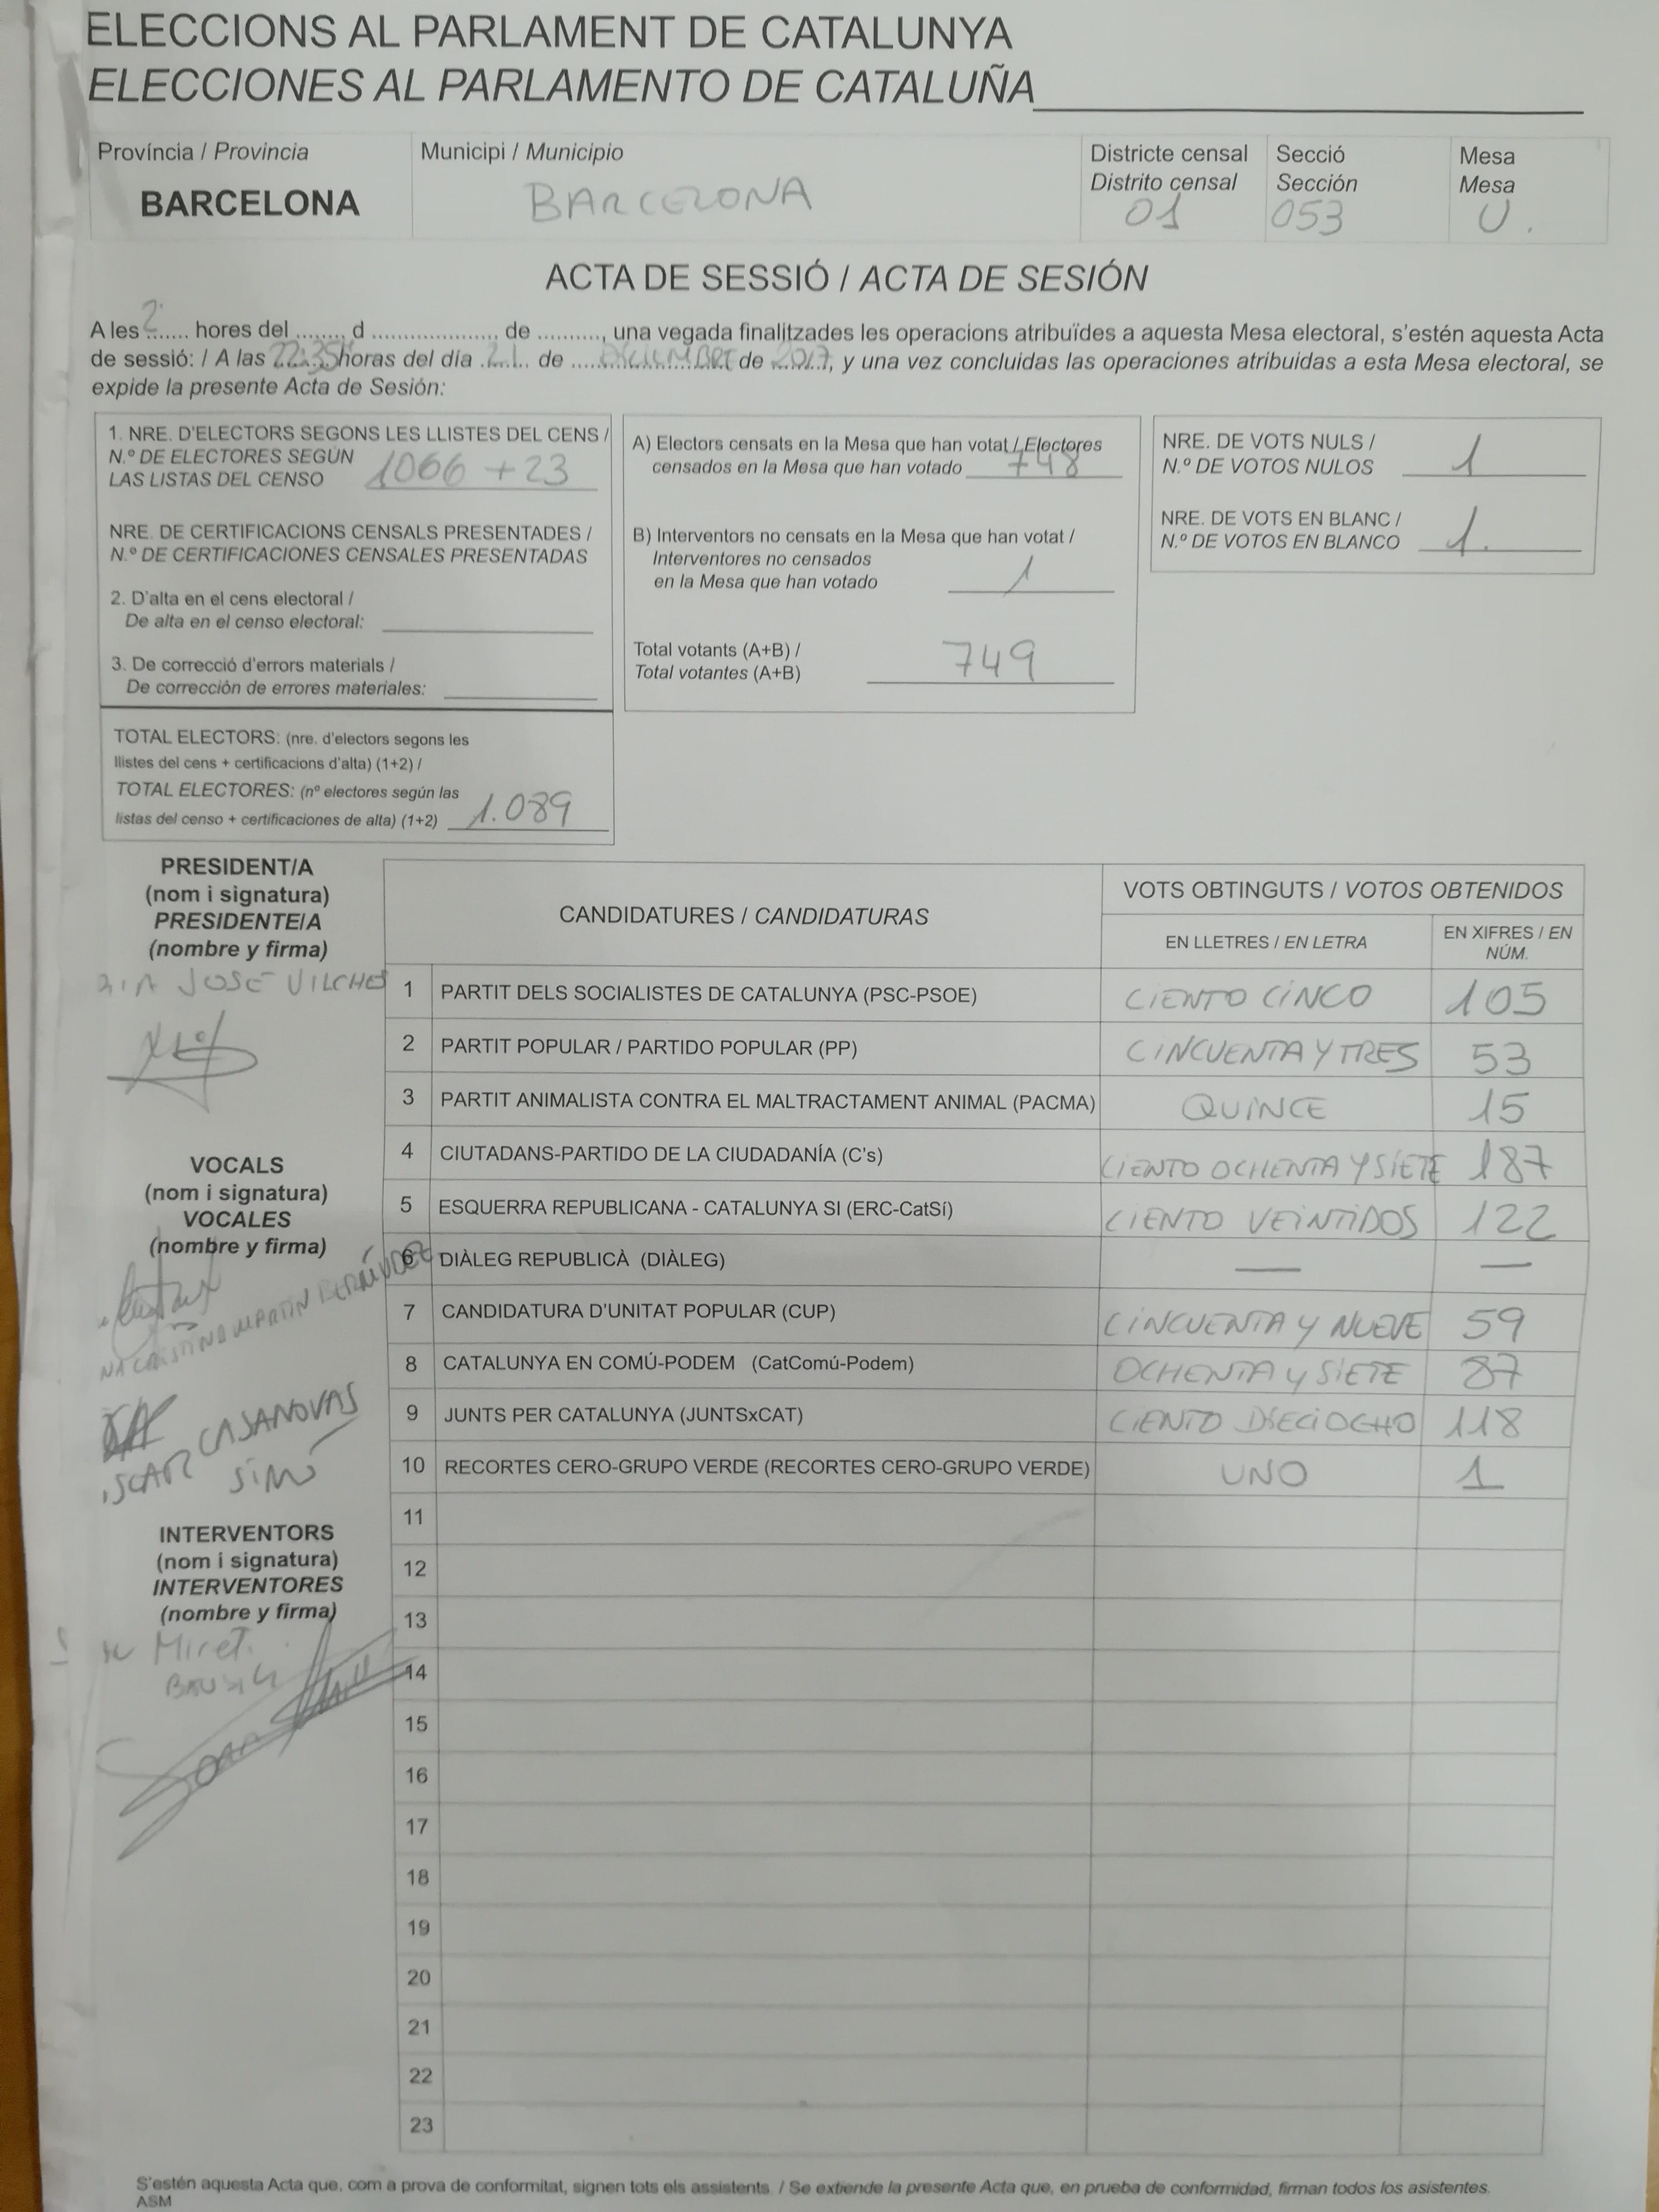 ELECCIONS AL PARLAMENT DE CATALUNYA
ELECCIONES AL PARLAMENTO DE CATALUÑA
Província / Provincia
BARCELONA
Municipi / Municipio
BARCELONA
Districte censal
Distrito censal
01
Secció
Sección
053
Mesa
Mesa
U.
ACTA DE SESSIÓ / ACTA DE SESIÓN
A les 2 ...... hores del ........ d .................... de .........., una vegada finalitzades les operacions atribuïdes a aquesta Mesa electoral, s'estén aquesta Acta
de sessió: / A las 22:35 horas del día 21 de DICIEMBRE de 2017, y una vez concluidas las operaciones atribuidas a esta Mesa electoral, se
expide la presente Acta de Sesión:
1. NRE. D'ELECTORS SEGONS LES LLISTES DEL CENS /
N.º DE ELECTORES SEGÚN
LAS LISTAS DEL CENSO 1066 + 23
NRE. DE CERTIFICACIONS CENSALS PRESENTADES /
N.º DE CERTIFICACIONES CENSALES PRESENTADAS
2. D'alta en el cens electoral /
De alta en el censo electoral:
3. De correcció d'errors materials /
De corrección de errores materiales:
TOTAL ELECTORS: (nre. d'electors segons les
llistes del cens + certificacions d'alta) (1+2) /
TOTAL ELECTORES: (nº electores según las
listas del censo + certificaciones de alta) (1+2) 1.089
A) Electors censats en la Mesa que han votat / Electores
censados en la Mesa que han votado 748
B) Interventors no censats en la Mesa que han votat /
Interventores no censados
en la Mesa que han votado 1
Total votants (A+B) /
Total votantes (A+B) 749
NRE. DE VOTS NULS /
N.º DE VOTOS NULOS 1
NRE. DE VOTS EN BLANC /
N.º DE VOTOS EN BLANCO 1.
PRESIDENT/A
(nom i signatura)
PRESIDENTE/A
(nombre y firma)
JOSE VILCHES
VOCALS
(nom i signatura)
VOCALES
(nombre y firma)
CRISTINA MARTIN BERMÚDEZ
CASANOVAS
SIMÓ
INTERVENTORS
(nom i signatura)
INTERVENTORES
(nombre y firma)
Miret
CANDIDATURES / CANDIDATURAS
VOTS OBTINGUTS / VOTOS OBTENIDOS
EN LLETRES / EN LETRA
EN XIFRES / EN
NÚM.
1 PARTIT DELS SOCIALISTES DE CATALUNYA (PSC-PSOE) CIENTO CINCO 105
2 PARTIT POPULAR / PARTIDO POPULAR (PP) CINCUENTA Y TRES 53
3 PARTIT ANIMALISTA CONTRA EL MALTRACTAMENT ANIMAL (PACMA) QUINCE 15
4 CIUTADANS-PARTIDO DE LA CIUDADANÍA (C's) CIENTO OCHENTA Y SIETE 187
5 ESQUERRA REPUBLICANA - CATALUNYA SI (ERC-CatSí) CIENTO VEINTIDOS 122
6 DIÀLEG REPUBLICÀ (DIÀLEG) — —
7 CANDIDATURA D'UNITAT POPULAR (CUP) CINCUENTA Y NUEVE 59
8 CATALUNYA EN COMÚ-PODEM (CatComú-Podem) OCHENTA Y SIETE 87
9 JUNTS PER CATALUNYA (JUNTSxCAT) CIENTO DIECIOCHO 118
10 RECORTES CERO-GRUPO VERDE (RECORTES CERO-GRUPO VERDE) UNO 1
11
12
13
14
15
16
17
18
19
20
21
22
23
S'estén aquesta Acta que, com a prova de conformitat, signen tots els assistents. / Se extiende la presente Acta que, en prueba de conformidad, firman todos los asistentes.
ASM